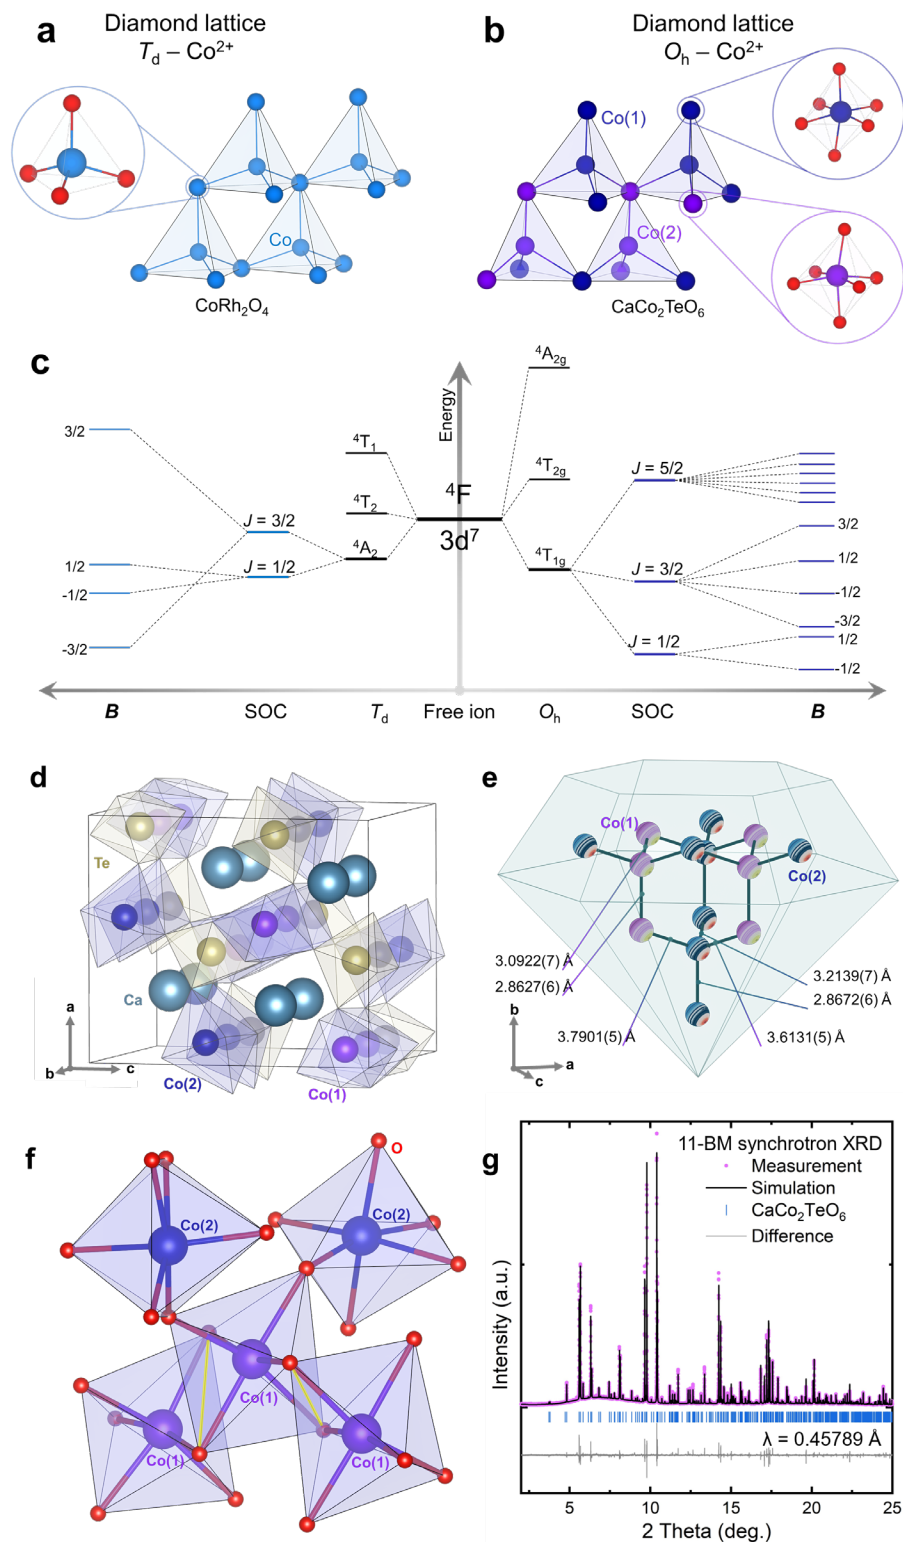 a
Diamond lattice
T_d – Co²⁺
Co
CoRh₂O₄
b
Diamond lattice
O_h – Co²⁺
Co(1)
Co(2)
CaCo₂TeO₆
c
Energy
⁴A₂g
3/2
⁴T₁
⁴T₂g
J = 5/2
⁴F
J = 3/2
⁴T₂
3/2
3d⁷
1/2
J = 1/2
⁴A₂
⁴T₁g
J = 3/2
1/2
-1/2
-1/2
-3/2
-3/2
J = 1/2
1/2
-1/2
B
SOC
T_d
Free ion
O_h
SOC
B
d
Te
Ca
a
b
c
Co(2)
Co(1)
e
Co(1)
Co(2)
3.0922(7) Å
2.8627(6) Å
3.2139(7) Å
2.8672(6) Å
3.7901(5) Å
3.6131(5) Å
b
a
c
f
O
Co(2)
Co(2)
Co(1)
Co(1)
Co(1)
g
11-BM synchrotron XRD
Measurement
Simulation
CaCo₂TeO₆
Difference
Intensity (a.u.)
λ = 0.45789 Å
5
10
15
20
25
2 Theta (deg.)